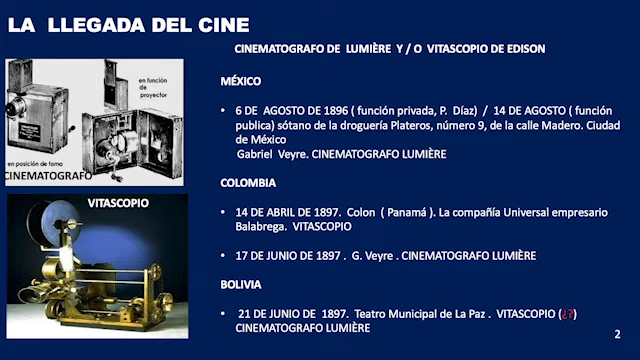 LA LLEGADA DEL CINE
CINEMATOGRAFO DE LUMIÈRE Y / O VITASCOPIO DE EDISON
en función
de
proyector
en posición de toma
CINEMATOGRAFO
VITASCOPIO
MÉXICO
• 6 DE AGOSTO DE 1896 ( función privada, P. Díaz) / 14 DE AGOSTO ( función
publica) sótano de la droguería Plateros, número 9, de la calle Madero. Ciudad
de México
Gabriel Veyre. CINEMATOGRAFO LUMIÈRE
COLOMBIA
• 14 DE ABRIL DE 1897. Colon ( Panamá ). La compañía Universal empresario
Balabrega. VITASCOPIO
• 17 DE JUNIO DE 1897 . G. Veyre . CINEMATOGRAFO LUMIÈRE
BOLIVIA
• 21 DE JUNIO DE 1897. Teatro Municipal de La Paz . VITASCOPIO (¿?)
CINEMATOGRAFO LUMIÈRE
2